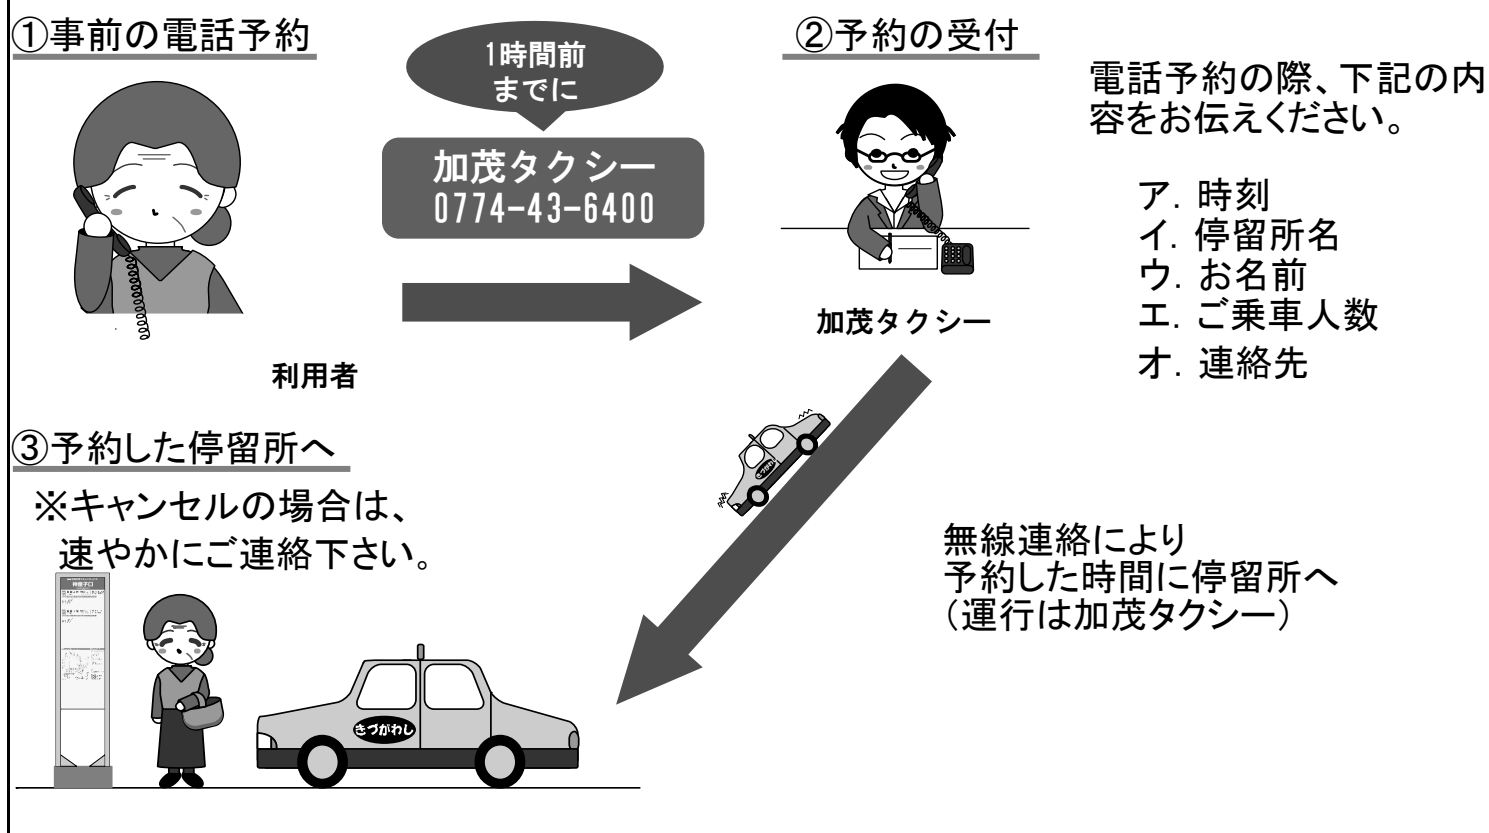 ①事前の電話予約
1時間前
までに
加茂タクシー
0774-43-6400
利用者
②予約の受付
加茂タクシー
電話予約の際、下記の内
容をお伝えください。
ア. 時刻
イ. 停留所名
ウ. お名前
エ. ご乗車人数
オ. 連絡先
③予約した停留所へ
※キャンセルの場合は、
速やかにご連絡下さい。
きづがわし
きづがわし
無線連絡により
予約した時間に停留所へ
（運行は加茂タクシー）